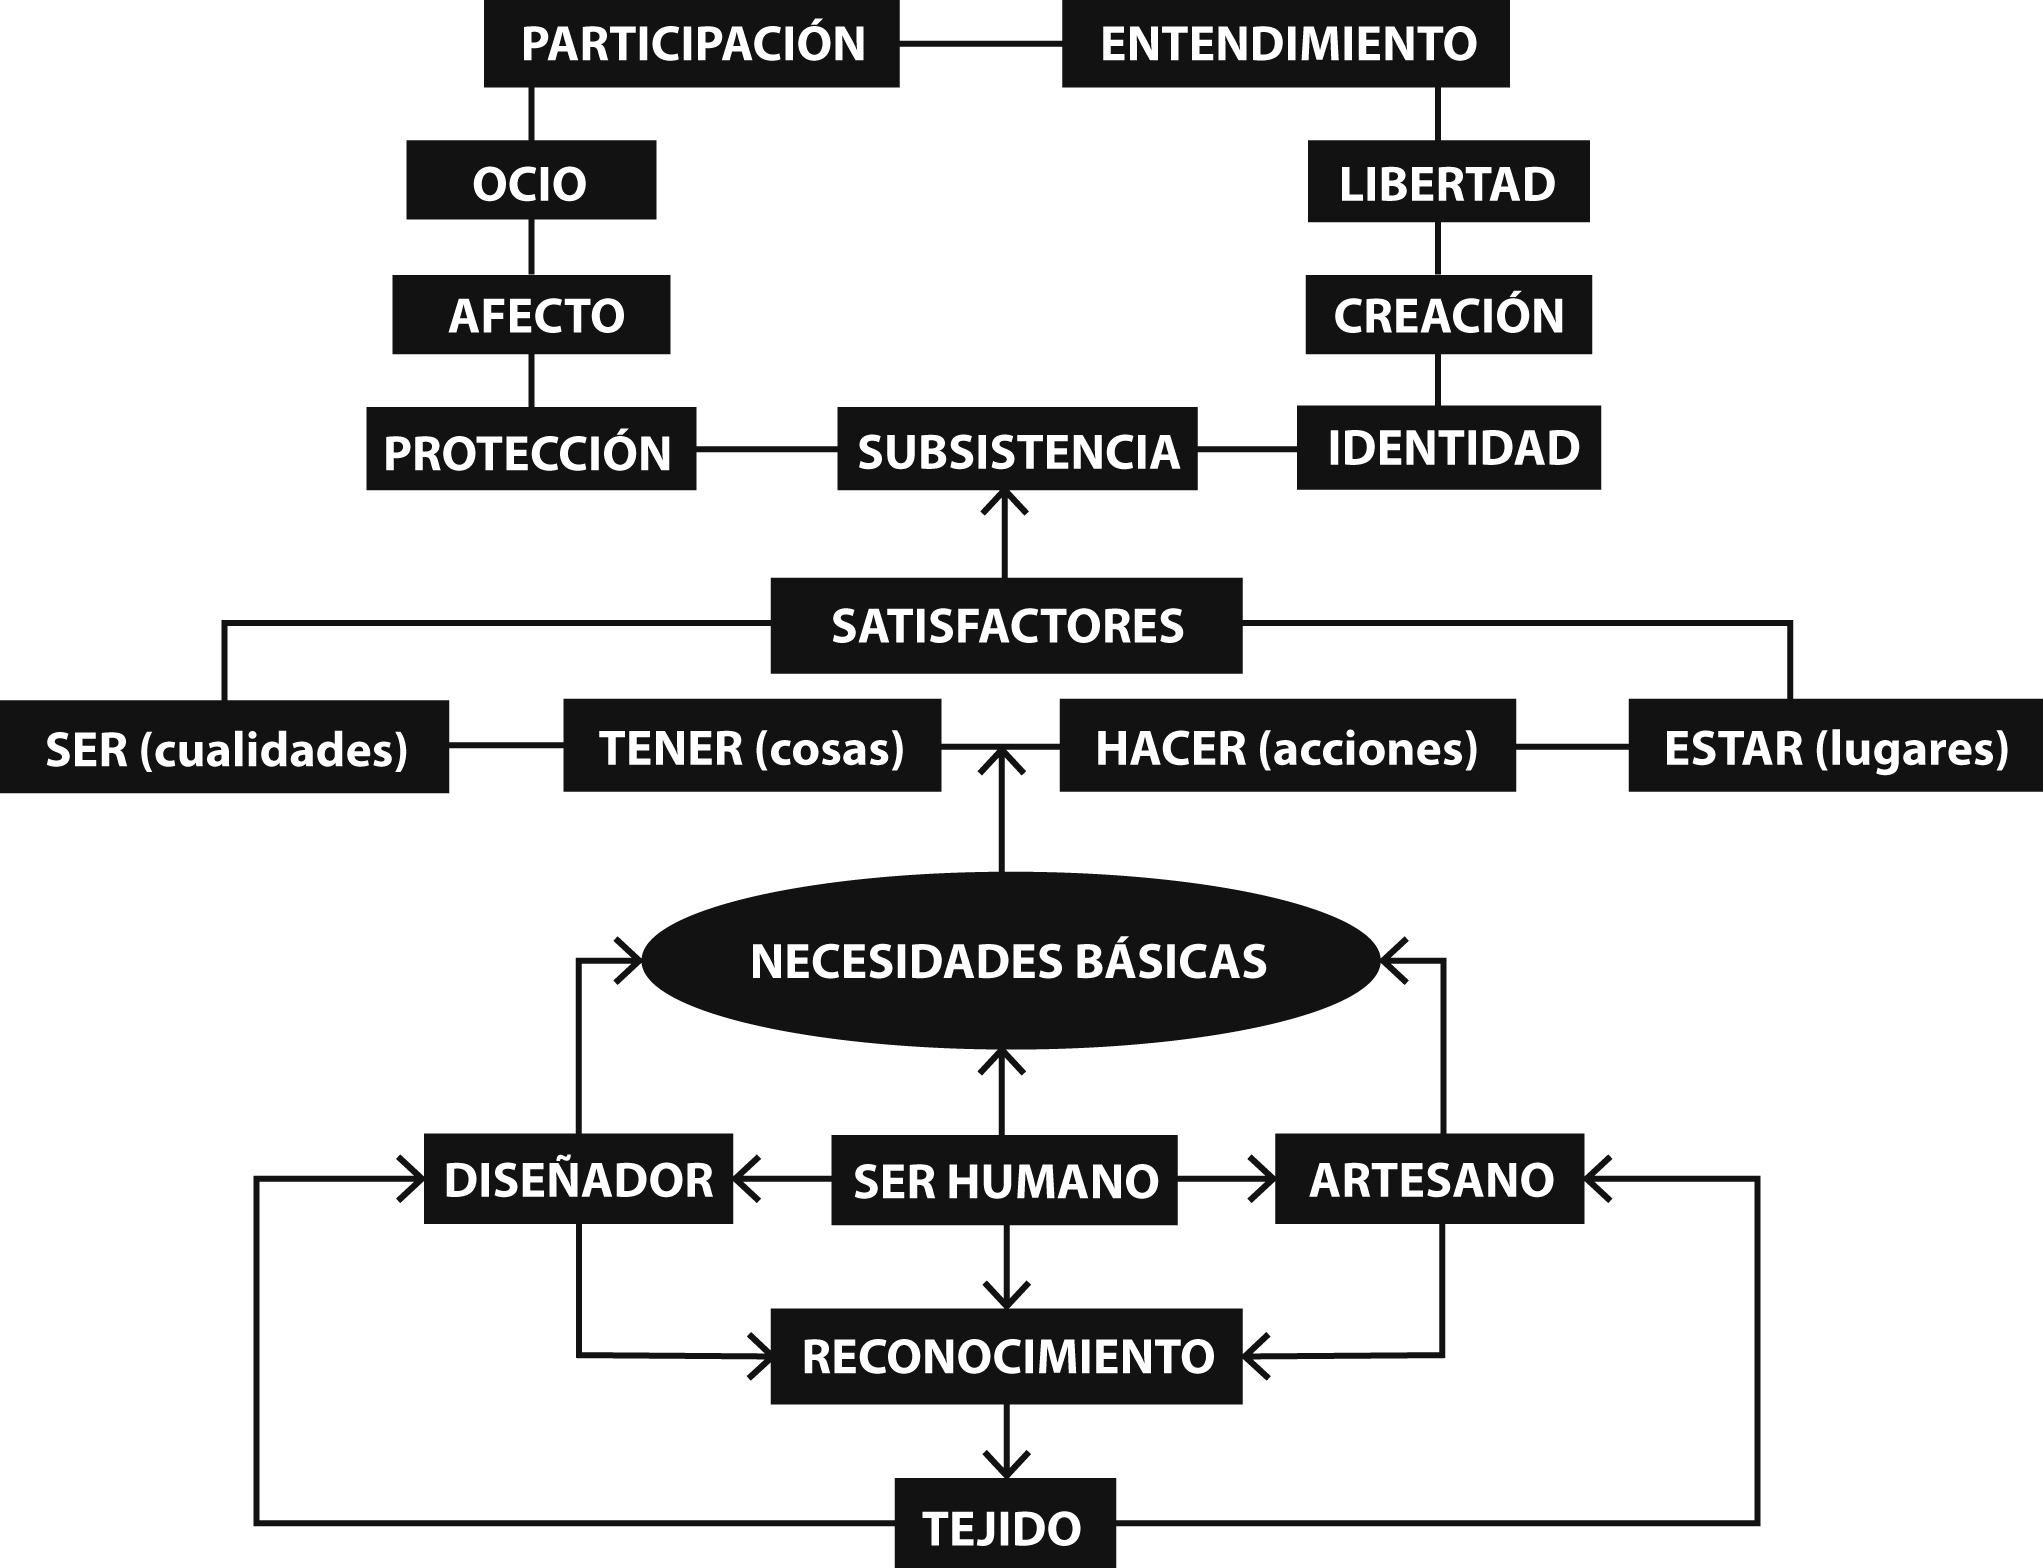 PARTICIPACIÓN
ENTENDIMIENTO
OCIO
LIBERTAD
AFECTO
CREACIÓN
PROTECCIÓN
SUBSISTENCIA
IDENTIDAD
SATISFACTORES
SER (cualidades)
TENER (cosas)
HACER (acciones)
ESTAR (lugares)
NECESIDADES BÁSICAS
DISEÑADOR
SER HUMANO
ARTESANO
RECONOCIMIENTO
TEJIDO